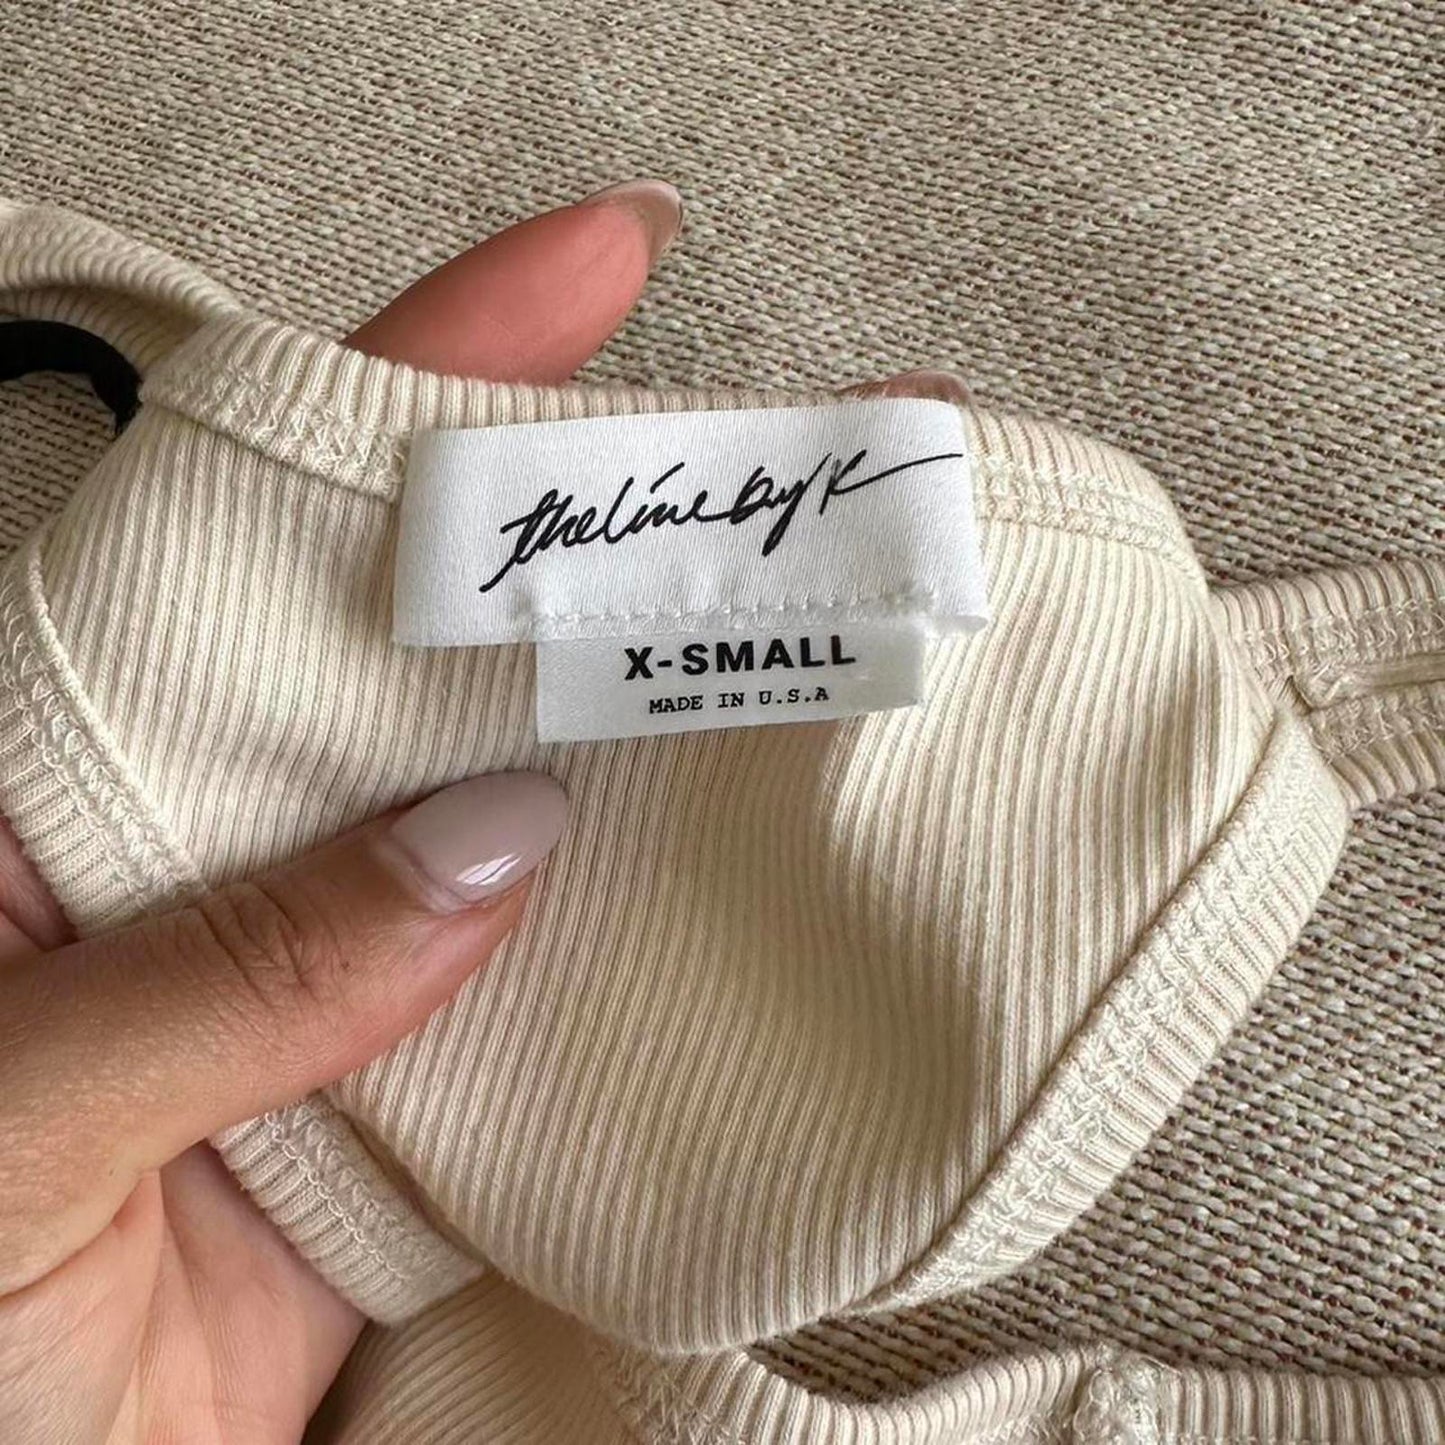 the line by K
X-SMALL
MADE IN U.S.A